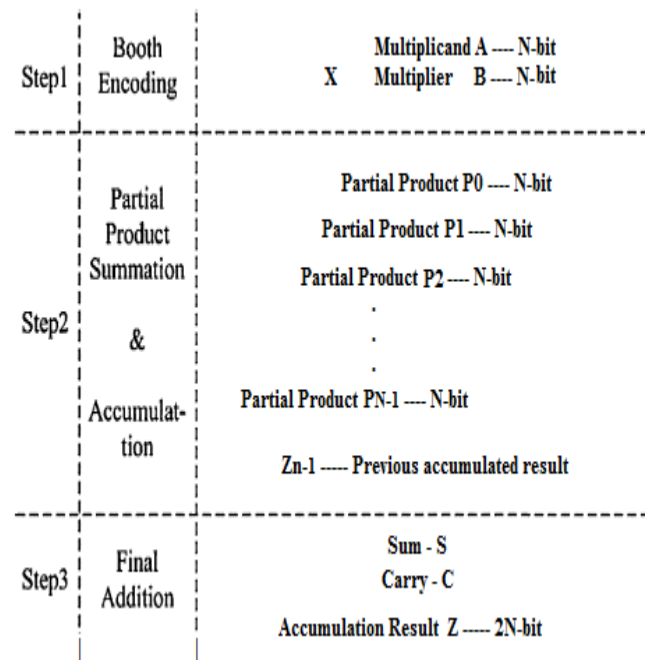 Step1
Booth
Encoding
Multiplicand A ---- N-bit
X Multiplier B ---- N-bit
Step2
Partial
Product
Summation
&
Accumulat-
tion
Partial Product P0 ---- N-bit
Partial Product P1 ---- N-bit
Partial Product P2 ---- N-bit
.
.
.
Partial Product PN-1 ---- N-bit
Zn-1 ----- Previous accumulated result
Step3
Final
Addition
Sum - S
Carry - C
Accumulation Result Z ----- 2N-bit